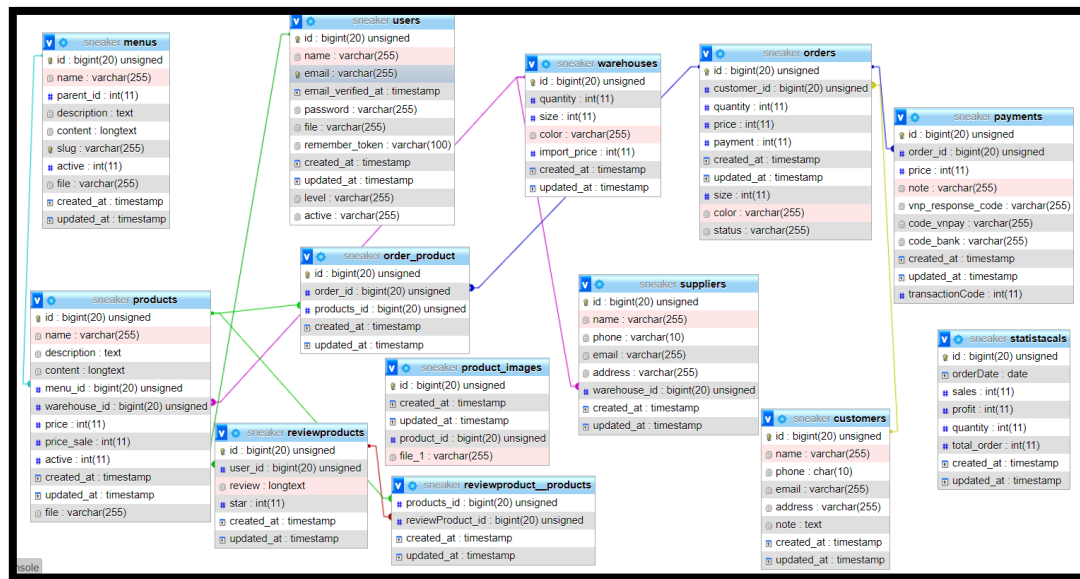 sneaker menus
id : bigint(20) unsigned
name : varchar(255)
parent_id : int(11)
description : text
content : longtext
slug : varchar(255)
active : int(11)
file : varchar(255)
created_at : timestamp
updated_at : timestamp
sneaker users
id : bigint(20) unsigned
name : varchar(255)
email : varchar(255)
email_verified_at : timestamp
password : varchar(255)
file : varchar(255)
remember_token : varchar(100)
created_at : timestamp
updated_at : timestamp
level : varchar(255)
active : varchar(255)
sneaker warehouses
id : bigint(20) unsigned
quantity : int(11)
size : int(11)
color : varchar(255)
import_price : int(11)
created_at : timestamp
updated_at : timestamp
sneaker orders
id : bigint(20) unsigned
customer_id : bigint(20) unsigned
quantity : int(11)
price : int(11)
payment : int(11)
created_at : timestamp
updated_at : timestamp
size : int(11)
color : varchar(255)
status : varchar(255)
sneaker payments
id : bigint(20) unsigned
order_id : bigint(20) unsigned
price : int(11)
note : varchar(255)
vnp_response_code : varchar(255)
code_vnpay : varchar(255)
code_bank : varchar(255)
created_at : timestamp
updated_at : timestamp
transactionCode : int(11)
sneaker order_product
id : bigint(20) unsigned
order_id : bigint(20) unsigned
products_id : bigint(20) unsigned
created_at : timestamp
updated_at : timestamp
sneaker products
id : bigint(20) unsigned
name : varchar(255)
description : text
content : longtext
menu_id : bigint(20) unsigned
warehouse_id : bigint(20) unsigned
price : int(11)
price_sale : int(11)
active : int(11)
created_at : timestamp
updated_at : timestamp
file : varchar(255)
sneaker suppliers
id : bigint(20) unsigned
name : varchar(255)
phone : varchar(10)
email : varchar(255)
address : varchar(255)
warehouse_id : bigint(20) unsigned
created_at : timestamp
updated_at : timestamp
sneaker product_images
id : bigint(20) unsigned
created_at : timestamp
updated_at : timestamp
product_id : bigint(20) unsigned
file_1 : varchar(255)
sneaker statistacals
id : bigint(20) unsigned
orderDate : date
sales : int(11)
profit : int(11)
quantity : int(11)
total_order : int(11)
created_at : timestamp
updated_at : timestamp
sneaker reviewproducts
id : bigint(20) unsigned
user_id : bigint(20) unsigned
review : longtext
star : int(11)
created_at : timestamp
updated_at : timestamp
sneaker customers
id : bigint(20) unsigned
name : varchar(255)
phone : char(10)
email : varchar(255)
address : varchar(255)
note : text
created_at : timestamp
updated_at : timestamp
sneaker reviewproduct__products
products_id : bigint(20) unsigned
reviewProduct_id : bigint(20) unsigned
created_at : timestamp
updated_at : timestamp
nsole